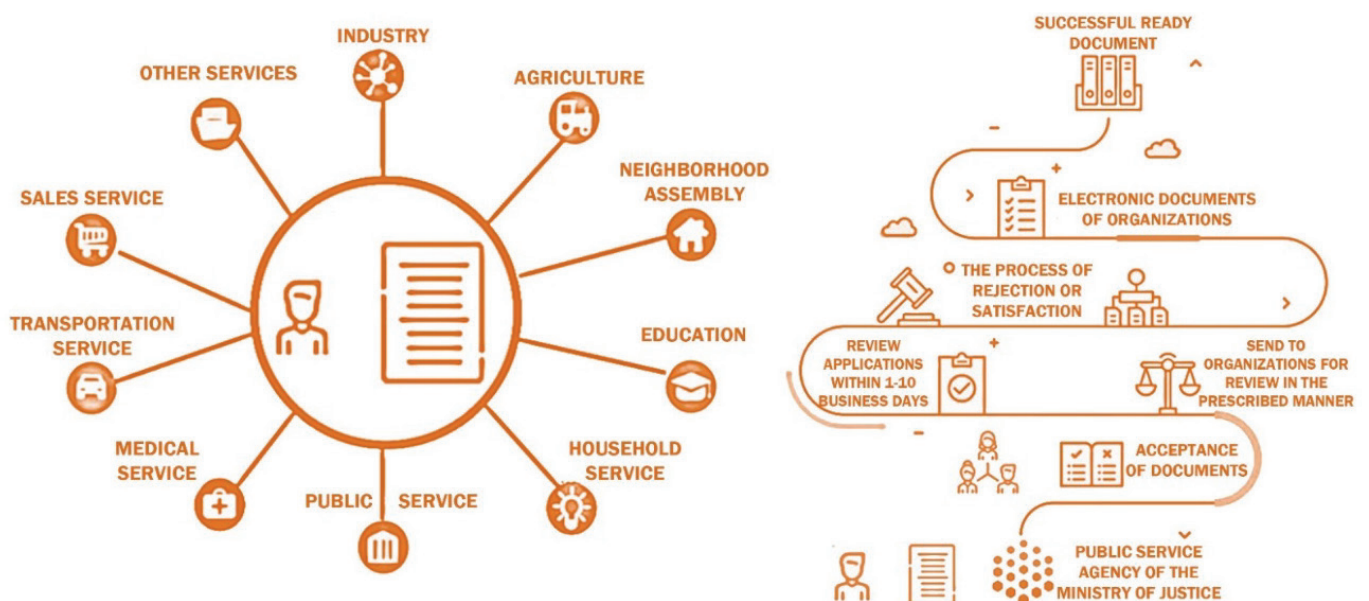 INDUSTRY
OTHER SERVICES
AGRICULTURE
NEIGHBORHOOD
ASSEMBLY
SALES SERVICE
TRANSPORTATION
SERVICE
EDUCATION
MEDICAL
SERVICE
HOUSEHOLD
SERVICE
PUBLIC SERVICE
SUCCESSFUL READY
DOCUMENT
ELECTRONIC DOCUMENTS
OF ORGANIZATIONS
THE PROCESS OF
REJECTION OR
SATISFACTION
REVIEW
APPLICATIONS
WITHIN 1-10
BUSINESS DAYS
SEND TO
ORGANIZATIONS FOR
REVIEW IN THE
PRESCRIBED MANNER
ACCEPTANCE
OF DOCUMENTS
PUBLIC SERVICE
AGENCY OF THE
MINISTRY OF JUSTICE